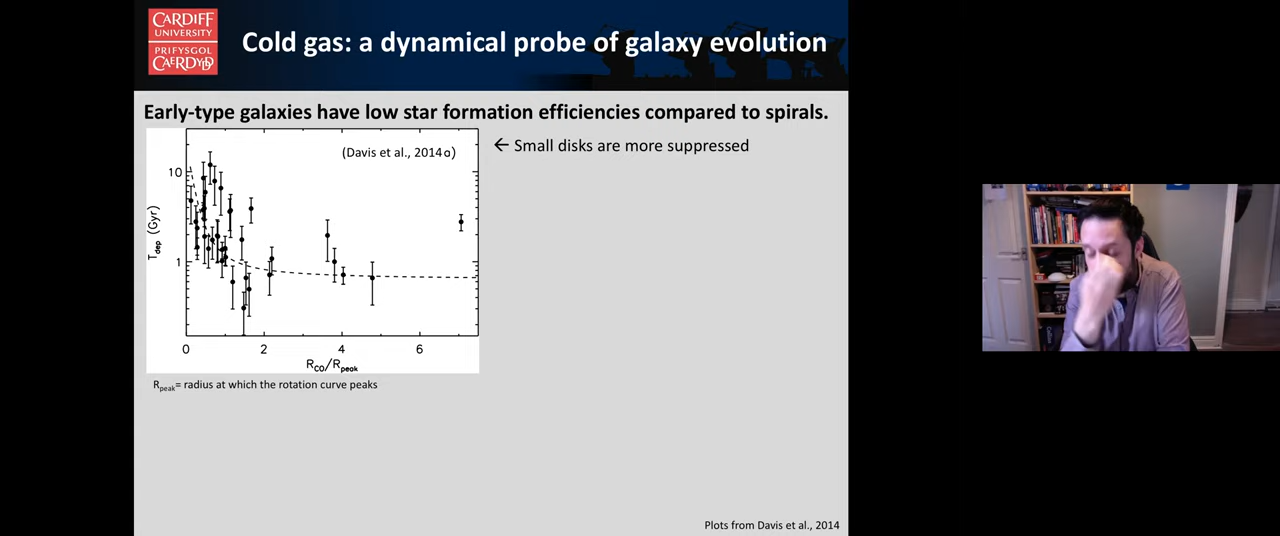 CARDIFF
UNIVERSITY
PRIFYSGOL
CAERDYDD
Cold gas: a dynamical probe of galaxy evolution
Early-type galaxies have low star formation efficiencies compared to spirals.
(Davis et al., 2014a)
← Small disks are more suppressed
10
1
T_dep (Gyr)
0 2 4 6
R_CO/R_peak
R_peak= radius at which the rotation curve peaks
Plots from Davis et al., 2014